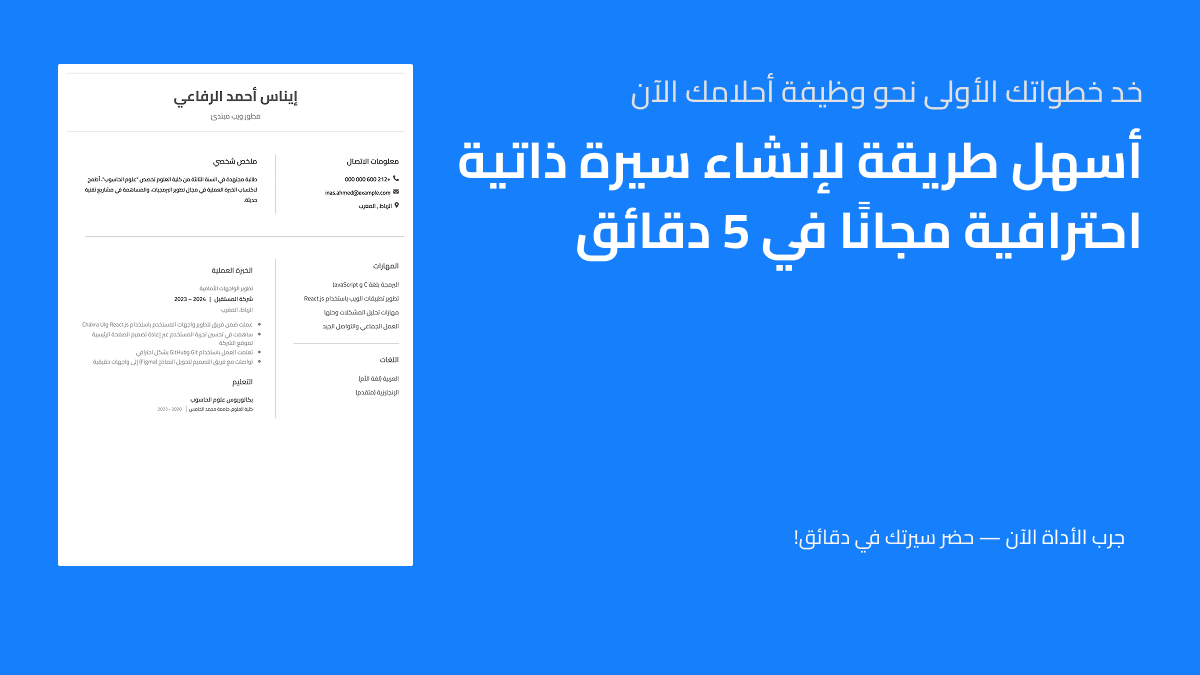 خد خطواتك الأولى نحو وظيفة أحلامك الآن
أسهل طريقة لإنشاء سيرة ذاتية
احترافية مجانًا في 5 دقائق
جرب الأداة الآن — حضر سيرتك في دقائق!
إيناس أحمد الرفاعي
مطور ويب مبتدئ
معلومات الاتصال
+212 600 000 000
inas.ahmed@example.com
الرباط , المغرب
ملخص شخصي
طالبة مجتهدة في السنة الثالثة من كلية العلوم تخصص "علوم الحاسوب". أطمح
لاكتساب الخبرة العملية في مجال تطوير البرمجيات، والمساهمة في مشاريع تقنية
حديثة.
المهارات
البرمجة بلغة C و JavaScript
تطوير تطبيقات الويب باستخدام React.js
مهارات تحليل المشكلات وحلها
العمل الجماعي والتواصل الجيد
اللغات
العربية (لغة الأم)
الإنجليزية (متقدم)
الخبرة العملية
تطوير الواجهات الأمامية
شركة المستقبل | 2023 – 2024
الرباط، المغرب
عملت ضمن فريق لتطوير واجهات المستخدم باستخدام React.js وChakra UI
ساهمت في تحسين تجربة المستخدم عبر إعادة تصميم الصفحة الرئيسية
لموقع الشركة
تعلمت العمل باستخدام Git وGitHub بشكل احترافي
تواصلت مع فريق التصميم لتحويل النماذج (Figma) إلى واجهات حقيقية
التعليم
بكالوريوس علوم الحاسوب
كلية العلوم، جامعة محمد الخامس | 2020 - 2023